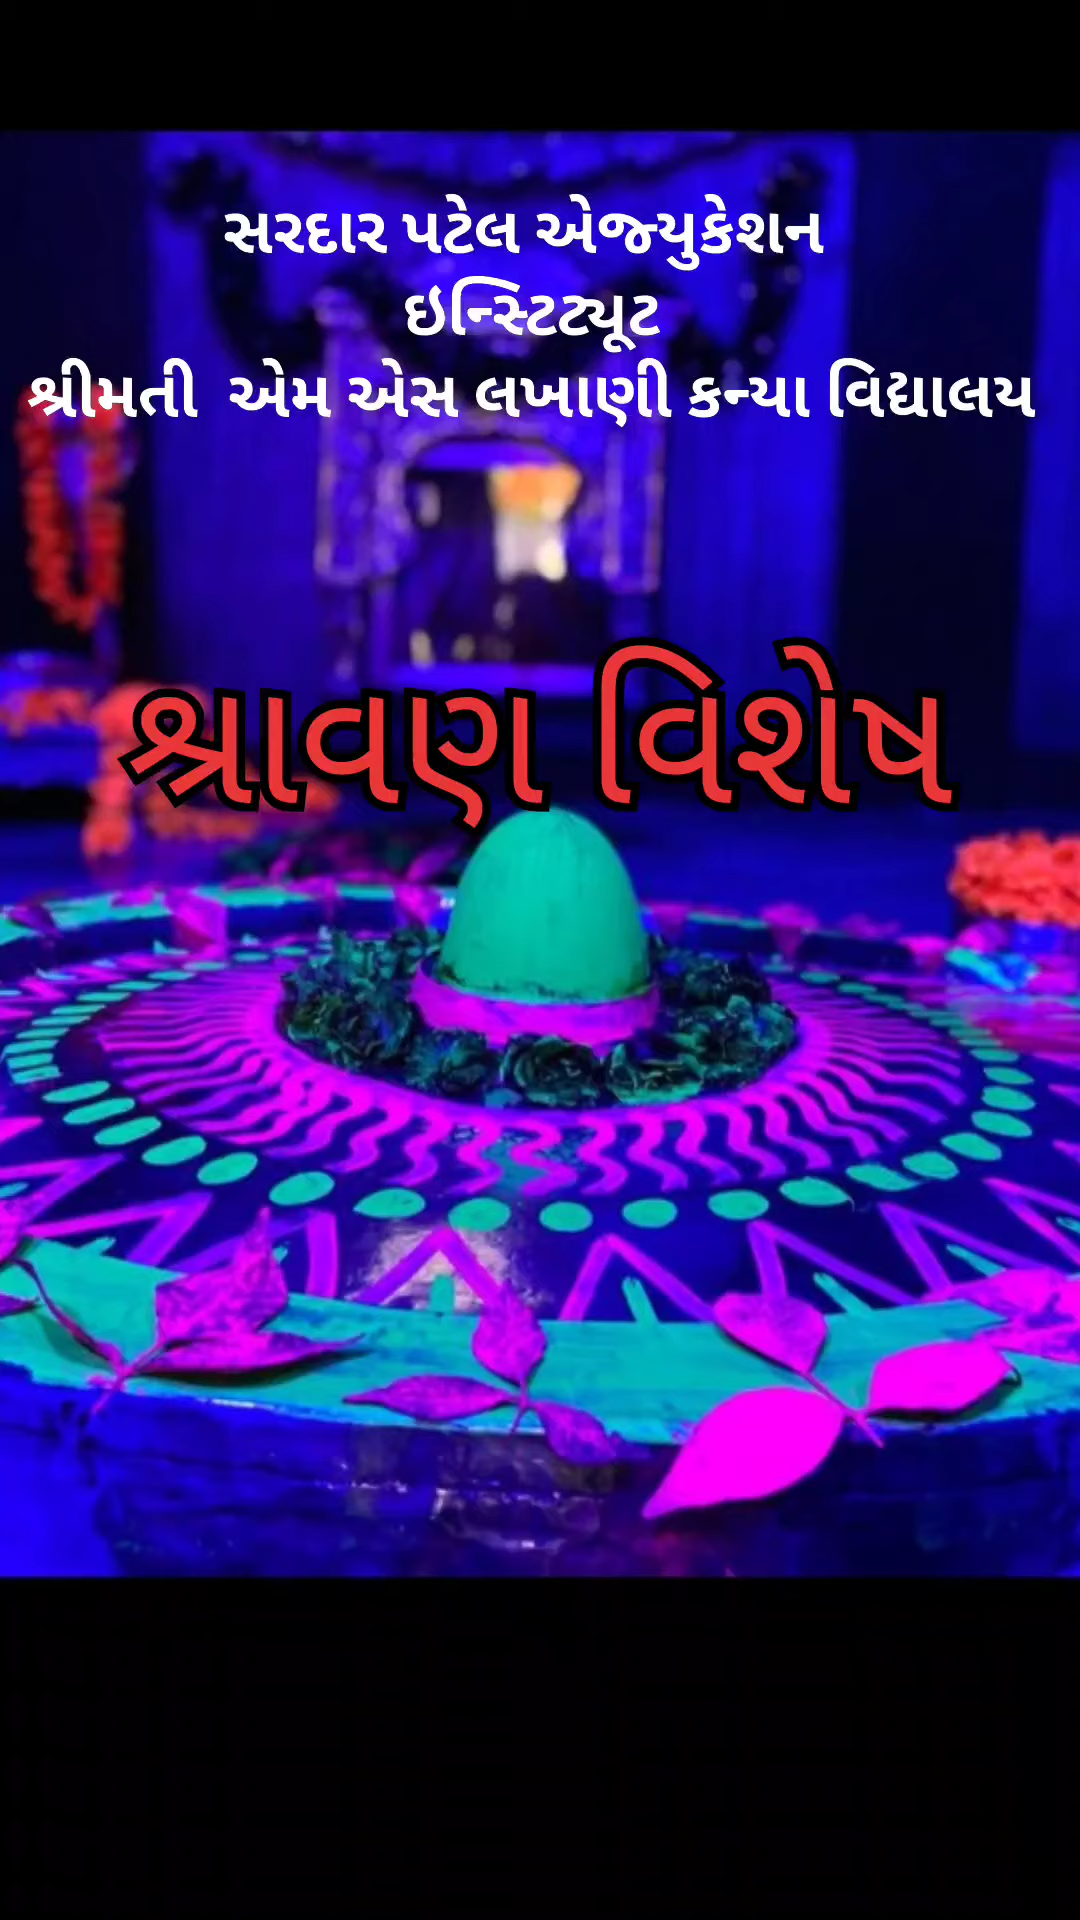 સરદાર પટેલ એજ્યુકેશન
ઇન્સ્ટિટ્યૂટ
શ્રીમતી  એમ એસ લખાણી કન્યા વિદ્યાલય
શ્રાવણ વિશેષ